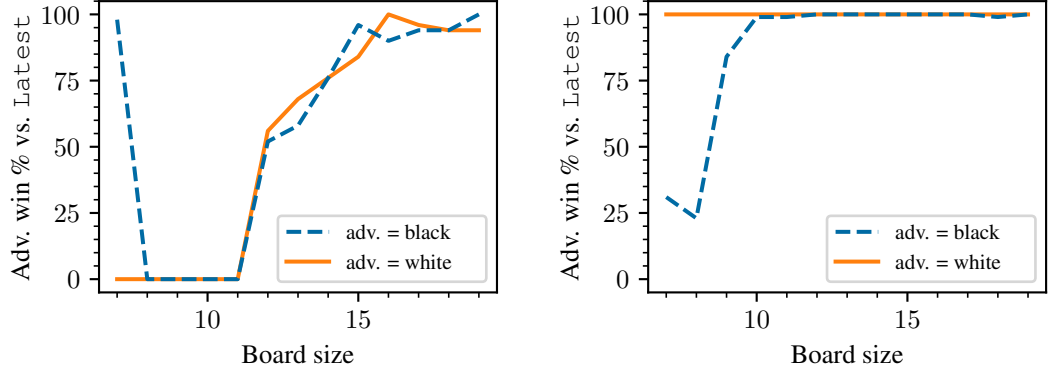 Adv. win % vs. Latest
100
75
50
25
0
10
15
Board size
adv. = black
adv. = white
Adv. win % vs. Latest
100
75
50
25
0
10
15
Board size
adv. = black
adv. = white